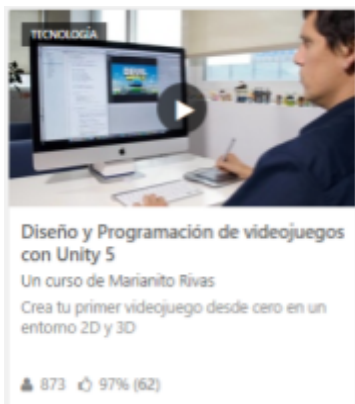 TECNOLOGÍA
Diseño y Programación de videojuegos
con Unity 5
Un curso de Marianito Rivas
Crea tu primer videojuego desde cero en un
entorno 2D y 3D
873 97% (62)